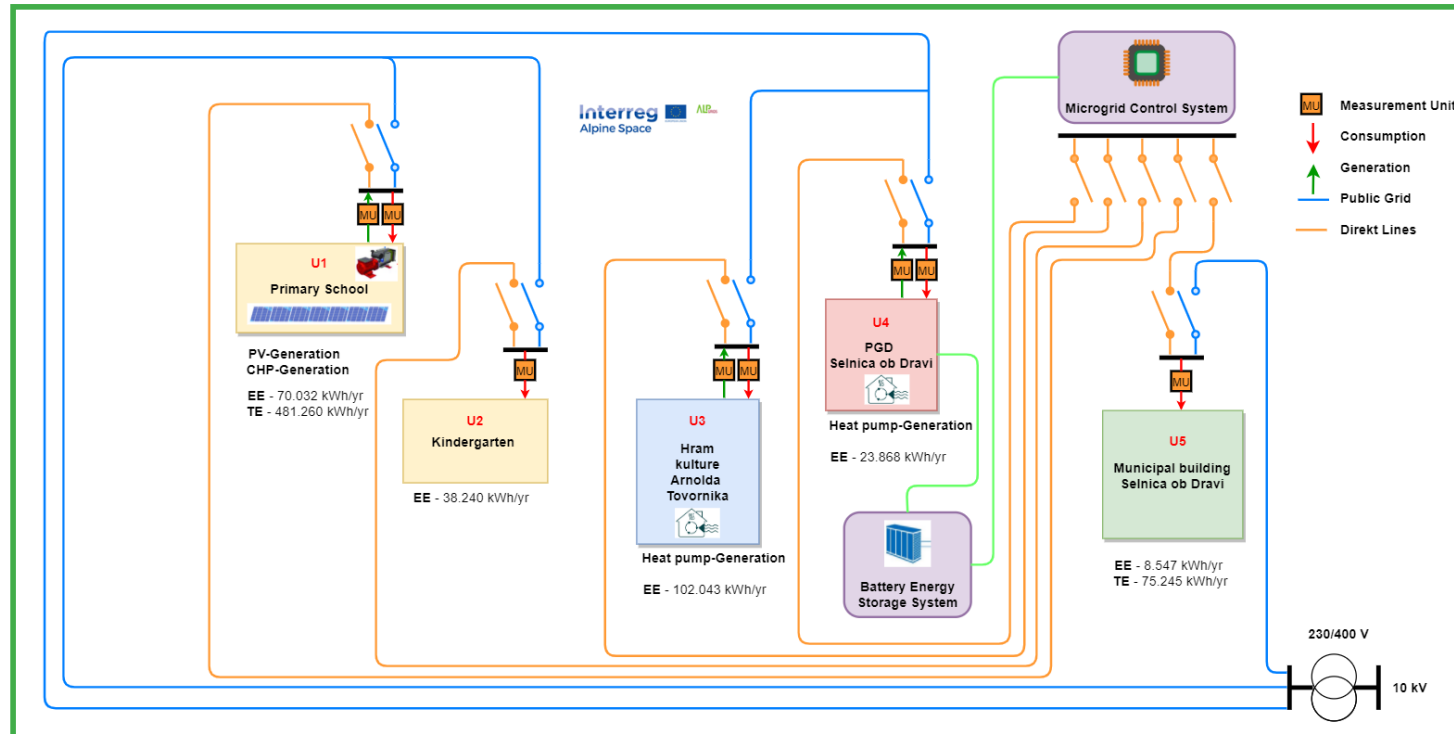 Interreg
Alpine Space
Microgrid Control System
MU
Measurement Unit
Consumption
Generation
Public Grid
Direkt Lines
MU
MU
U1
Primary School
PV-Generation
CHP-Generation
EE - 70.032 kWh/yr
TE - 481.260 kWh/yr
MU
U2
Kindergarten
EE - 38.240 kWh/yr
MU
MU
U3
Hram
kulture
Arnolda
Tovornika
Heat pump-Generation
EE - 102.043 kWh/yr
MU
MU
U4
PGD
Selnica ob Dravi
Heat pump-Generation
EE - 23.868 kWh/yr
Battery Energy
Storage System
MU
U5
Municipal building
Selnica ob Dravi
EE - 8.547 kWh/yr
TE - 75.245 kWh/yr
230/400 V
10 kV